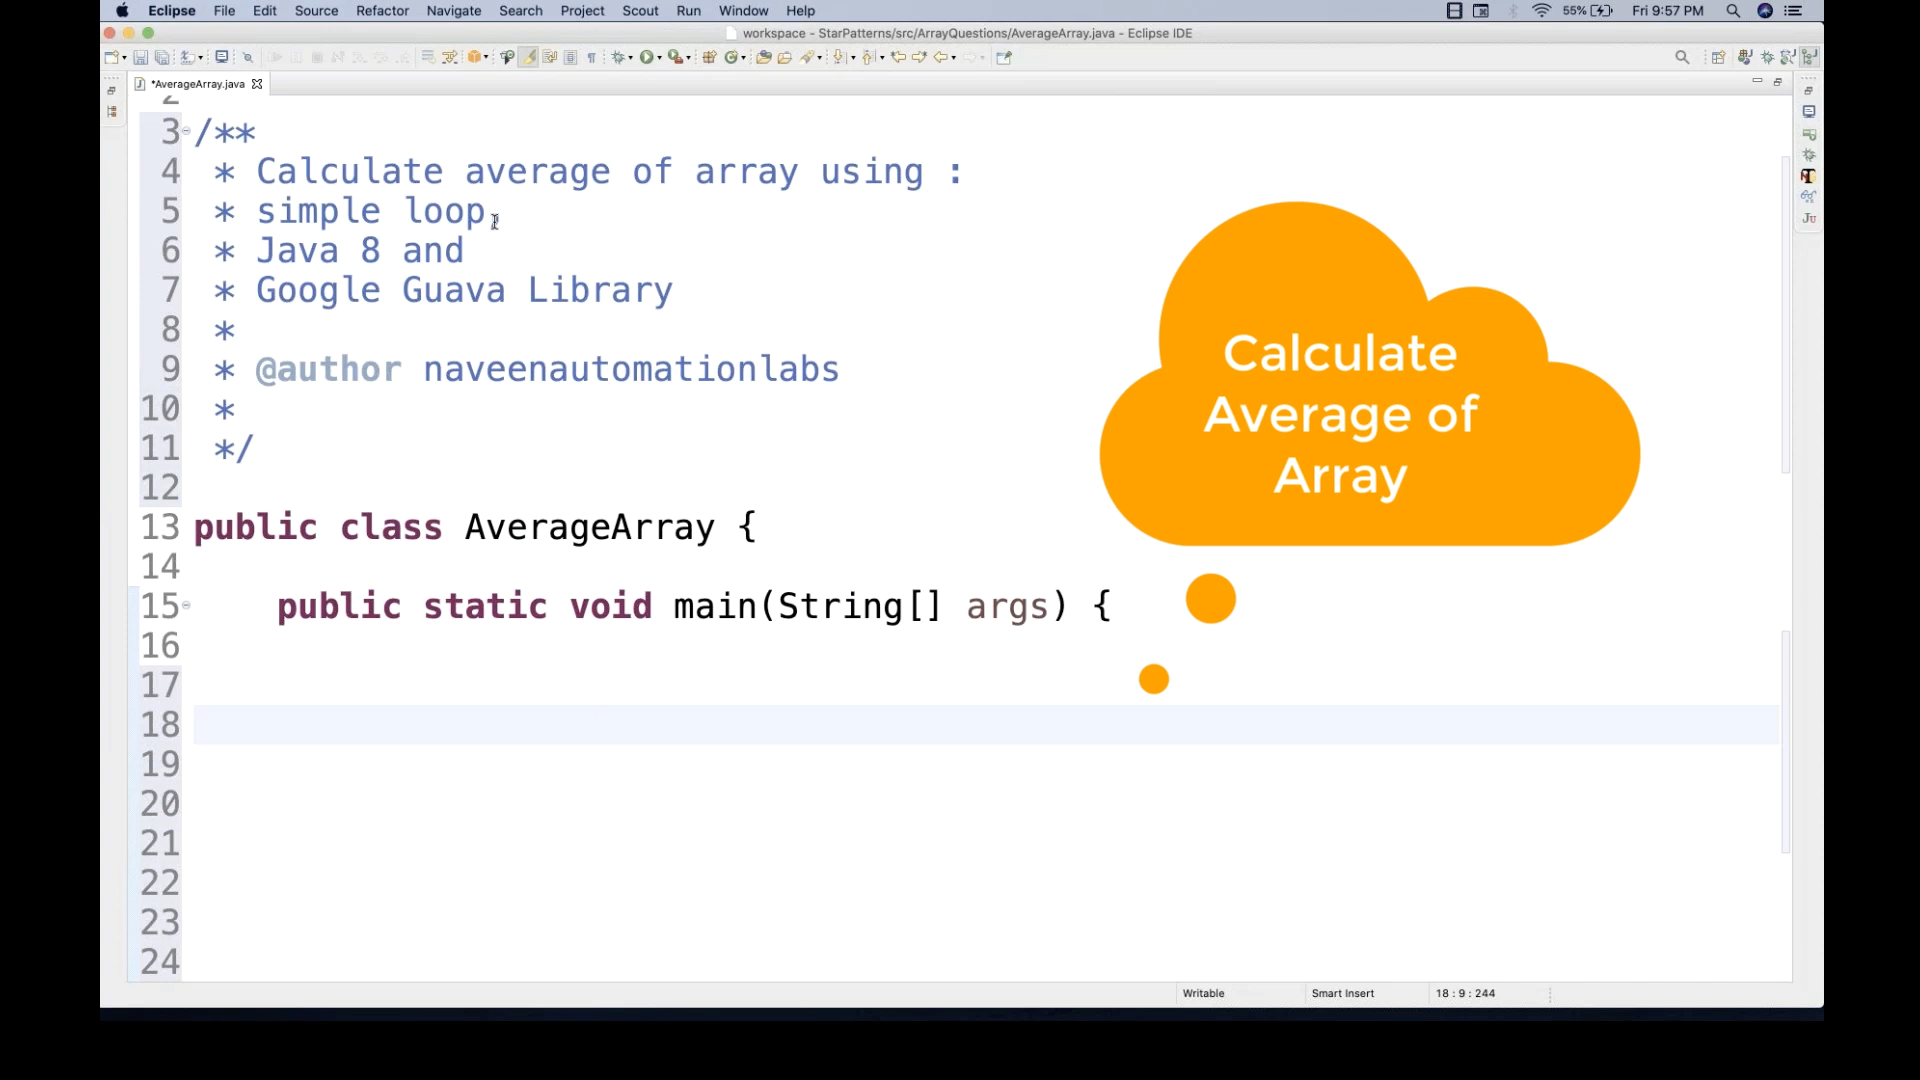 Eclipse File Edit Source Refactor Navigate Search Project Scout Run Window Help 55% Fri 9:57 PM
workspace - StarPatterns/src/ArrayQuestions/AverageArray.java - Eclipse IDE
*AverageArray.java
2
3 /**
4 * Calculate average of array using :
5 * simple loop,
6 * Java 8 and
7 * Google Guava Library
8 *
9 * @author naveenautomationlabs
10 *
11 */
12
13 public class AverageArray {
14
15 public static void main(String[] args) {
16
17
18
19
20
21
22
23
24
Calculate
Average of
Array
Ju
Writable Smart Insert 18 : 9 : 244